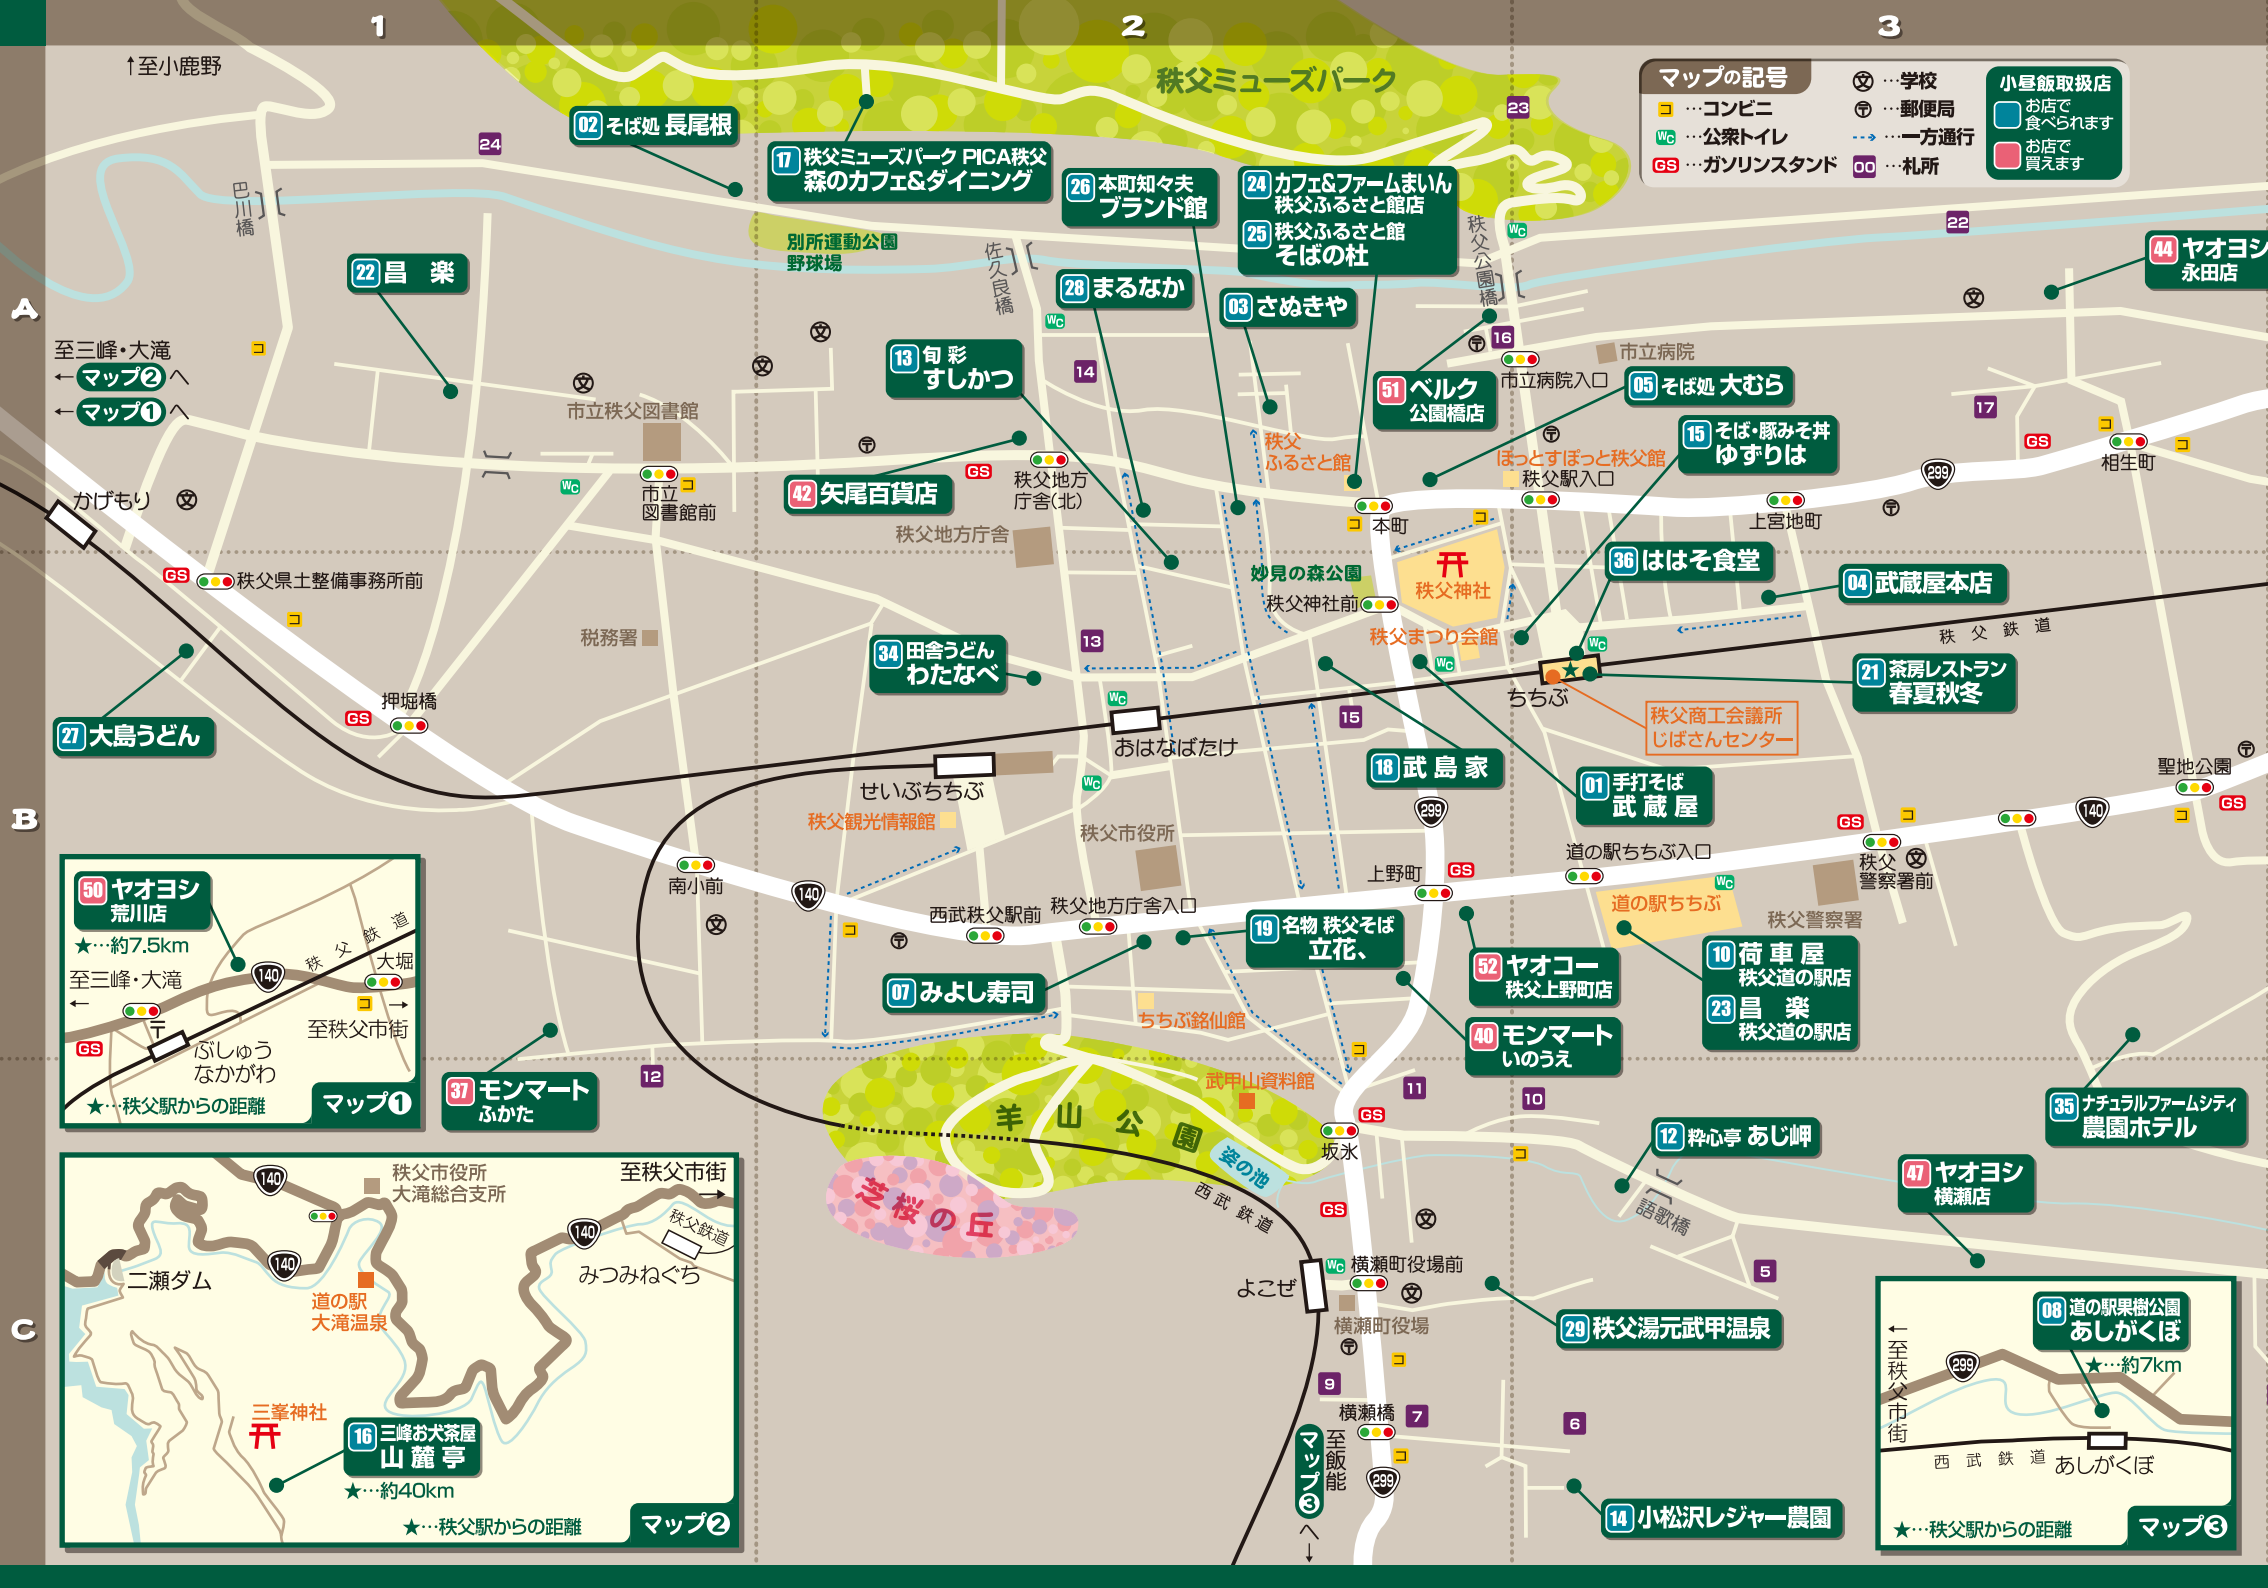 1
2
3
A
B
C
↑至小鹿野
秩父ミューズパーク
マップの記号
コ…コンビニ
WC…公衆トイレ
GS…ガソリンスタンド
文…学校
〒…郵便局
…一方通行
00…札所
小昼飯取扱店
お店で
食べられます
お店で
買えます
24
23
22
02 そば処 長尾根
17 秩父ミューズパーク PICA秩父
森のカフェ&ダイニング
26 本町知々夫
ブランド館
24 カフェ&ファームまいん
秩父ふるさと館店
25 秩父ふるさと館
そばの杜
44 ヤオヨシ
永田店
巴川橋
佐久良橋
秩父公園橋
別所運動公園
野球場
22 昌 楽
28 まるなか
03 さぬきや
13 旬 彩
すしかつ
14
16
17
市立病院
市立病院入口
51 ベルク
公園橋店
05 そば処 大むら
15 そば・豚みそ丼
ゆずりは
至三峰・大滝
←マップ2へ
←マップ1へ
市立秩父図書館
市立
図書館前
秩父地方
庁舎(北)
42 矢尾百貨店
秩父地方庁舎
秩父
ふるさと館
ほっとすぽっと秩父館
秩父駅入口
本町
上宮地町
299
相生町
かげもり
秩父県土整備事務所前
妙見の森公園
秩父神社前
秩父神社
秩父まつり会館
36 ははそ食堂
04 武蔵屋本店
秩父鉄道
税務署
13
34 田舎うどん
わたなべ
27 大島うどん
押堀橋
15
ちちぶ
21 茶房レストラン
春夏秋冬
秩父商工会議所
じばさんセンター
おはなばたけ
せいぶちちぶ
18 武島家
01 手打そば
武蔵屋
聖地公園
秩父観光情報館
秩父市役所
299
140
南小前
140
上野町
道の駅ちちぶ入口
秩父
警察署前
秩父警察署
道の駅ちちぶ
西武秩父駅前
秩父地方庁舎入口
19 名物 秩父そば
立花、
07 みよし寿司
52 ヤオコー
秩父上野町店
10 荷車屋
秩父道の駅店
23 昌 楽
秩父道の駅店
ちちぶ銘仙館
40 モンマート
いのうえ
37 モンマート
ふかた
12
武甲山資料館
11
10
羊山公園
姿の池
芝桜の丘
坂氷
西武鉄道
12 粋心亭 あじ岬
35 ナチュラルファームシティ
農園ホテル
47 ヤオヨシ
横瀬店
語歌橋
5
横瀬町役場前
よこぜ
横瀬町役場
29 秩父湯元武甲温泉
9
7
6
横瀬橋
299
至飯能
マップ3へ→
14 小松沢レジャー農園
50 ヤオヨシ
荒川店
★…約7.5km
至三峰・大滝
←
140
秩父鉄道
大堀
→
至秩父市街
GS
ぶしゅう
なかがわ
★…秩父駅からの距離
マップ1
140
秩父市役所
大滝総合支所
至秩父市街
→
140
140
秩父鉄道
みつみねぐち
二瀬ダム
道の駅
大滝温泉
三峯神社
16 三峰お犬茶屋
山麓亭
★…約40km
★…秩父駅からの距離
マップ2
08 道の駅果樹公園
あしがくぼ
★…約7km
←至秩父市街
299
西武鉄道
あしがくぼ
★…秩父駅からの距離
マップ3